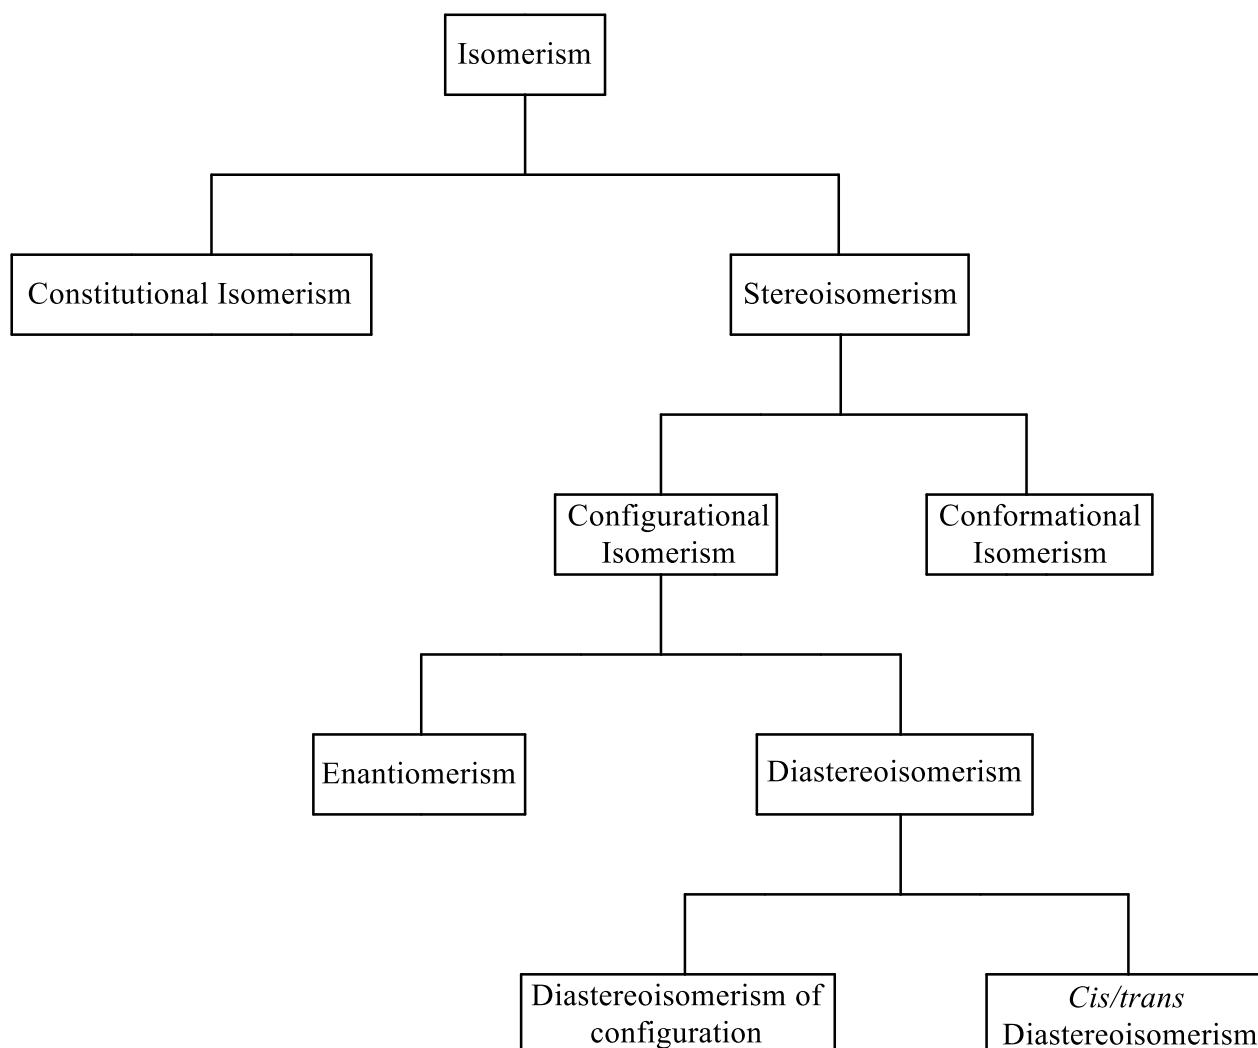 Isomerism
Constitutional Isomerism
Stereoisomerism
Configurational
Isomerism
Conformational
Isomerism
Enantiomerism
Diastereoisomerism
Diastereoisomerism of
configuration
Cis/trans
Diastereoisomerism